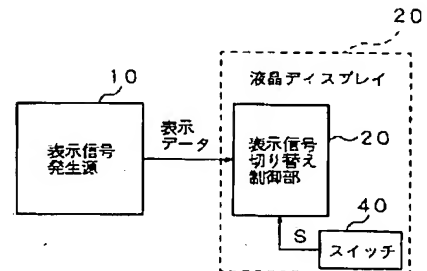 20
10
液晶ディスプレイ
表示信号
発生源
表示
データ
表示信号
切り替え
制御部
20
40
S
スイッチ